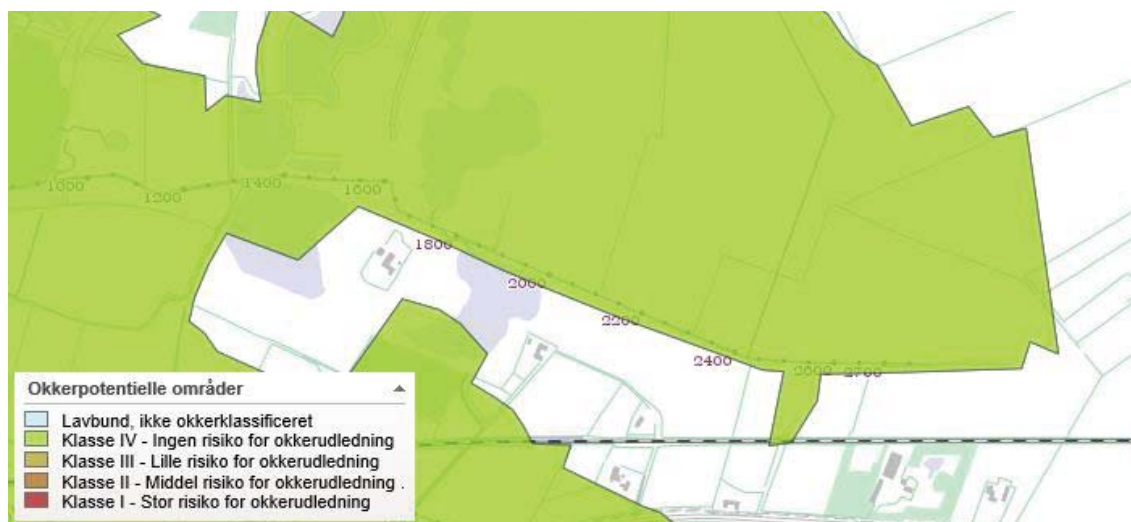 1000
1200
1400
1600
1800
2000
2200
2400
2600
2700
Okkerpotentielle områder
Lavbund, ikke okkerklassificeret
Klasse IV - Ingen risiko for okkerudledning
Klasse III - Lille risiko for okkerudledning
Klasse II - Middel risiko for okkerudledning .
Klasse I - Stor risiko for okkerudledning